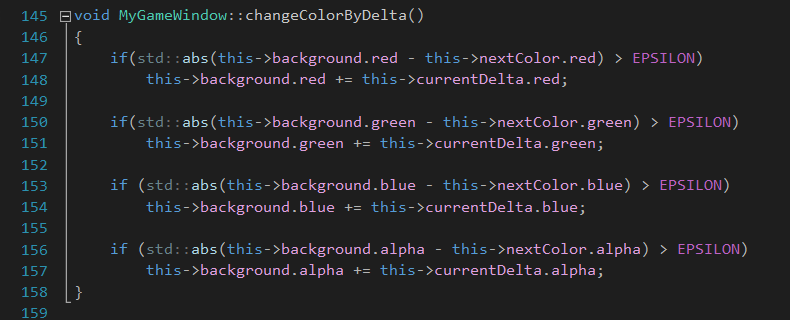 145 void MyGameWindow::changeColorByDelta()
146 {
147 if(std::abs(this->background.red - this->nextColor.red) > EPSILON)
148 this->background.red += this->currentDelta.red;
149
150 if(std::abs(this->background.green - this->nextColor.green) > EPSILON)
151 this->background.green += this->currentDelta.green;
152
153 if (std::abs(this->background.blue - this->nextColor.blue) > EPSILON)
154 this->background.blue += this->currentDelta.blue;
155
156 if (std::abs(this->background.alpha - this->nextColor.alpha) > EPSILON)
157 this->background.alpha += this->currentDelta.alpha;
158 }
159